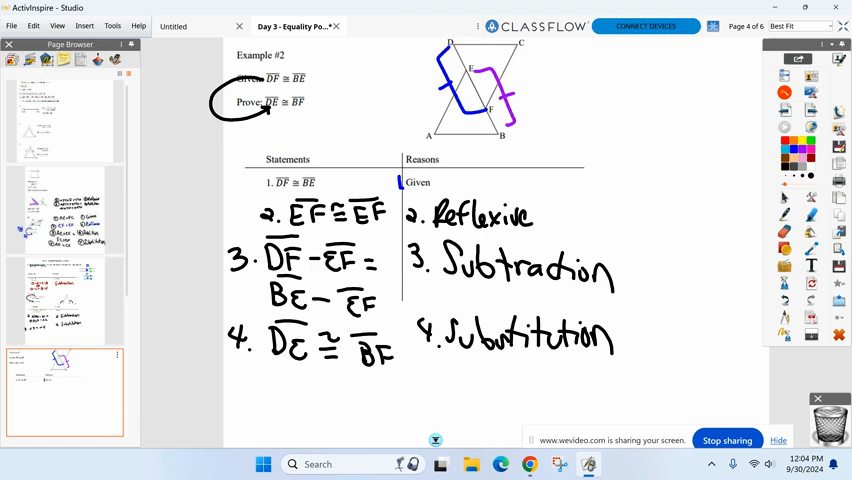 ActivInspire - Studio
File Edit View Insert Tools Help
Untitled
Day 3 - Equality Po...*
CLASSFLOW
CONNECT DEVICES
Page 4 of 6
Best Fit
Page Browser
Example #2
Given: DF ≅ BE
Prove: DE ≅ BF
D C
E
F
A B
Statements Reasons
1. DF ≅ BE Given
2. EF ≅ EF 2. Reflexive
3. DF - EF = 3. Subtraction
BE - EF
4. DE ≅ BF 4. Substitution
www.wevideo.com is sharing your screen.
Stop sharing
Hide
Search
12:04 PM
9/30/2024